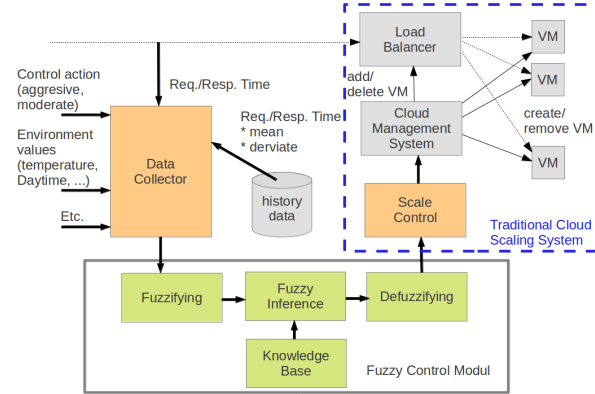 Load
Balancer
VM
VM
VM
Control action
(aggresive,
moderate)
Req./Resp. Time
add/
delete VM
Req./Resp. Time
* mean
* derviate
Cloud
Management
System
create/
remove VM
Environment
values
(temperature,
Daytime, ...)
Data
Collector
history
data
Scale
Control
Etc.
Traditional Cloud
Scaling System
Fuzzifying
Fuzzy
Inference
Defuzzifying
Knowledge
Base
Fuzzy Control Modul